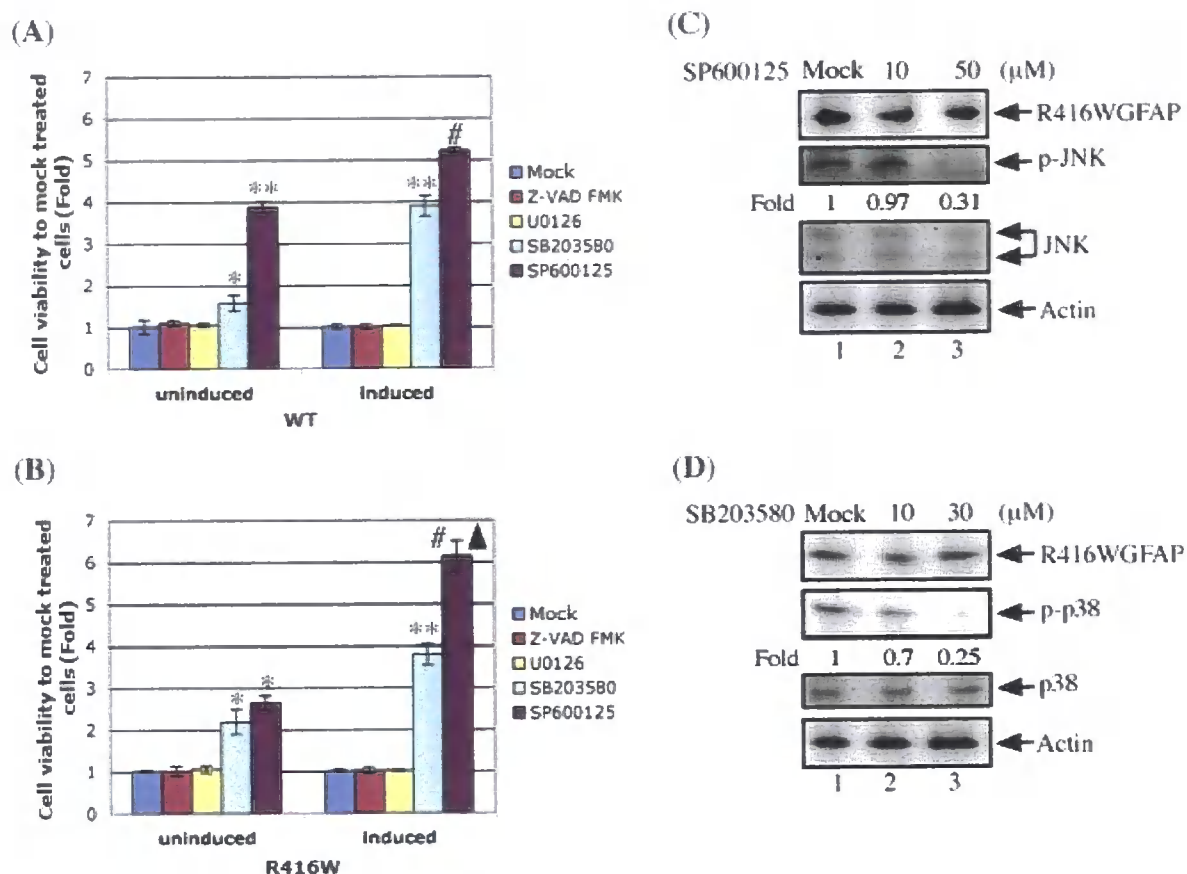 (A)
Cell viability to mock treated
cells (Fold)
7
6
5
4
3
2
1
0
*
**
**
#
uninduced
induced
WT
Mock
Z-VAD FMK
U0126
SB203580
SP600125
(B)
Cell viability to mock treated
cells (Fold)
7
6
5
4
3
2
1
0
*
*
**
#
uninduced
induced
R416W
Mock
Z-VAD FMK
U0126
SB203580
SP600125
(C)
SP600125 Mock 10 50 (µM)
R416WGFAP
p-JNK
Fold 1 0.97 0.31
JNK
Actin
1 2 3
(D)
SB203580 Mock 10 30 (µM)
R416WGFAP
p-p38
Fold 1 0.7 0.25
p38
Actin
1 2 3